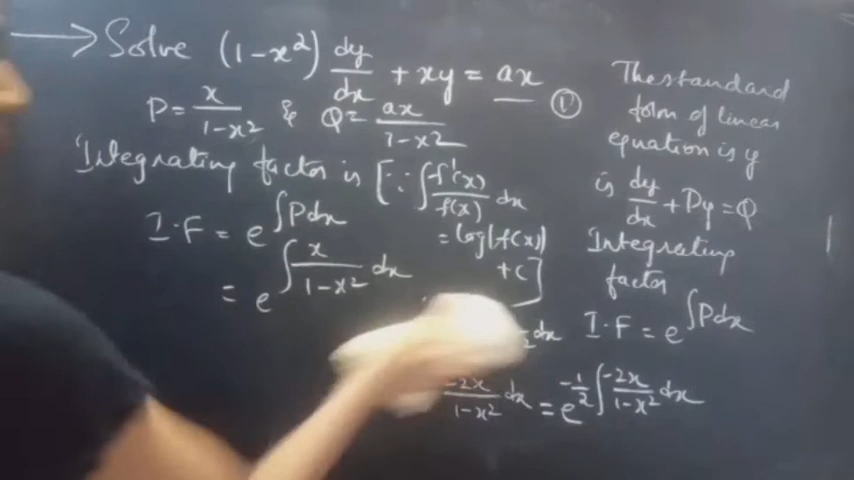 → Solve (1-x²) dy/dx + xy = ax ①
P = x/1-x² & Q = ax/1-x²
Integrating factor is [∵ ∫ f'(x)/f(x) dx
= log(f(x))
+c]
I.F = e^∫Pdx
= e^∫ x/1-x² dx
dx
-2x/1-x² dx = e^-1/2 ∫ -2x/1-x² dx
The standard
form of linear
equation is y
is dy/dx + Py = Q
Integrating
factor
I.F = e^∫Pdx